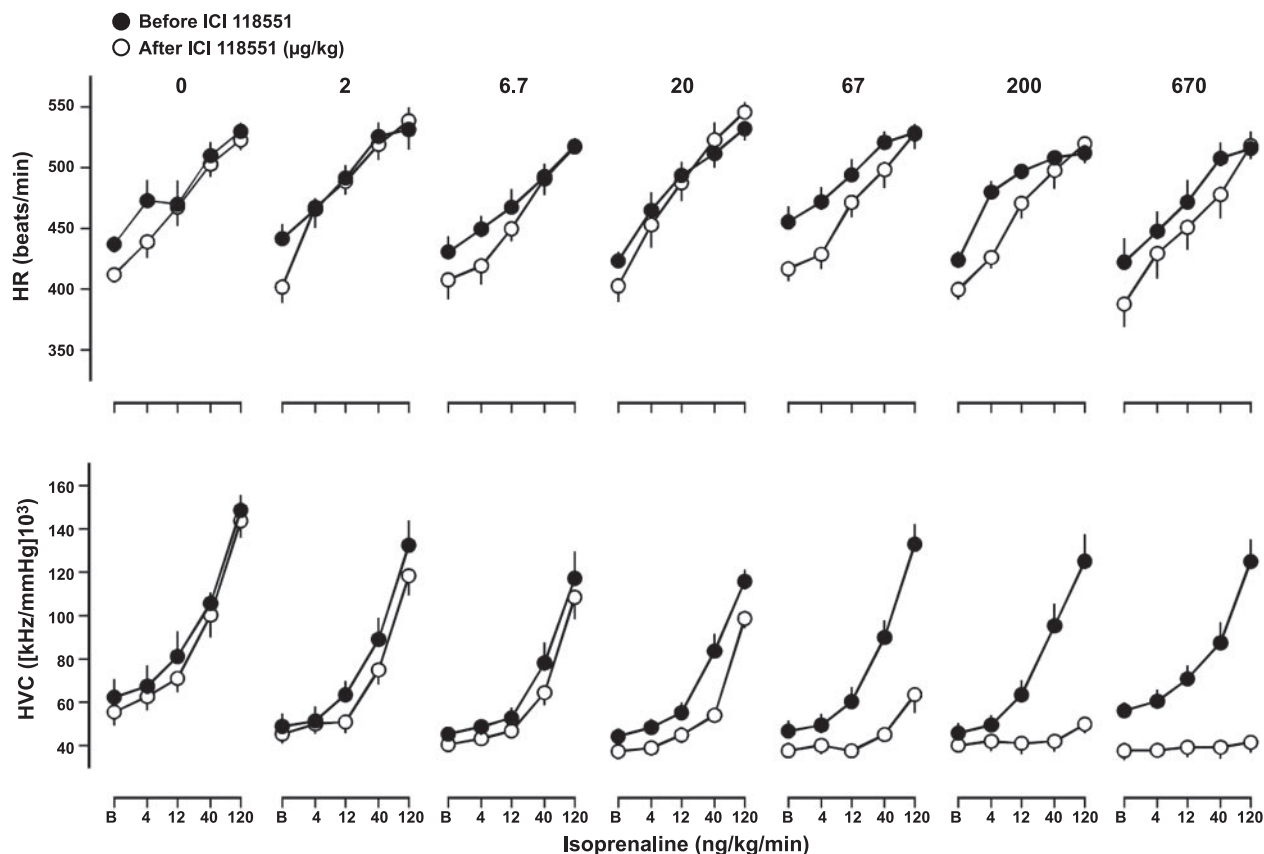 Before ICI 118551
After ICI 118551 (µg/kg)
0 2 6.7 20 67 200 670
HR (beats/min)
550
500
450
400
350
HVC ([kHz/mmHg]10³)
160
140
120
100
80
60
40
B 4 12 40 120 B 4 12 40 120 B 4 12 40 120 B 4 12 40 120 B 4 12 40 120 B 4 12 40 120 B 4 12 40 120
Isoprenaline (ng/kg/min)